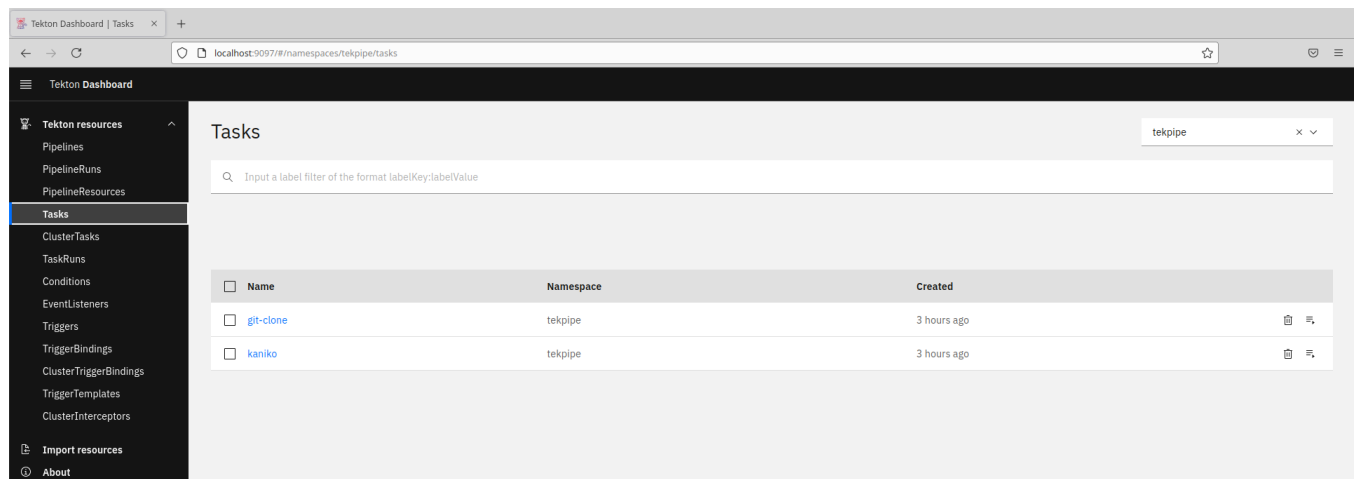 Tekton Dashboard | Tasks
localhost:9097/#/namespaces/tekpipe/tasks
Tekton Dashboard
Tekton resources
Pipelines
PipelineRuns
PipelineResources
Tasks
ClusterTasks
TaskRuns
Conditions
EventListeners
Triggers
TriggerBindings
ClusterTriggerBindings
TriggerTemplates
ClusterInterceptors
Import resources
About
Tasks
tekpipe
Input a label filter of the format labelKey:labelValue
Name Namespace Created
git-clone tekpipe 3 hours ago
kaniko tekpipe 3 hours ago